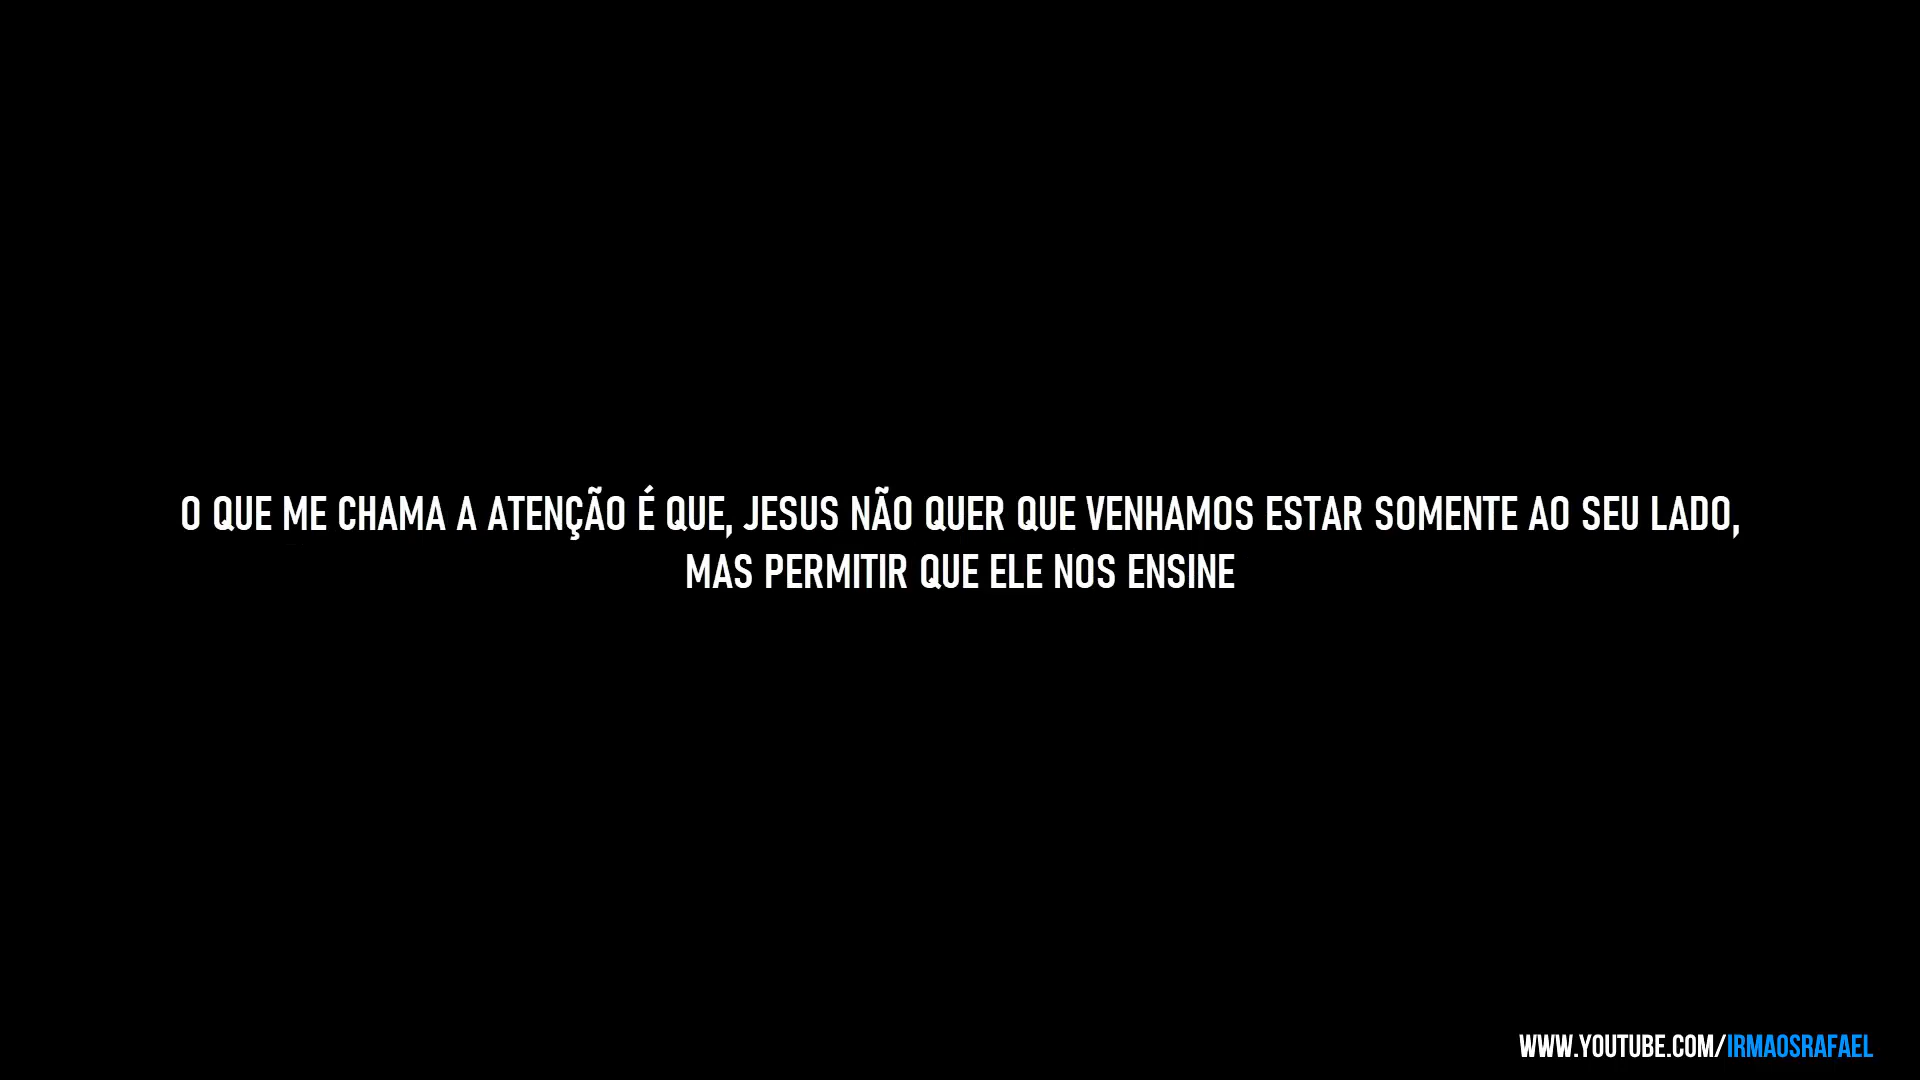 O QUE ME CHAMA A ATENÇÃO É QUE, JESUS NÃO QUER QUE VENHAMOS ESTAR SOMENTE AO SEU LADO,
MAS PERMITIR QUE ELE NOS ENSINE
WWW.YOUTUBE.COM/IRMAOSRAFAEL